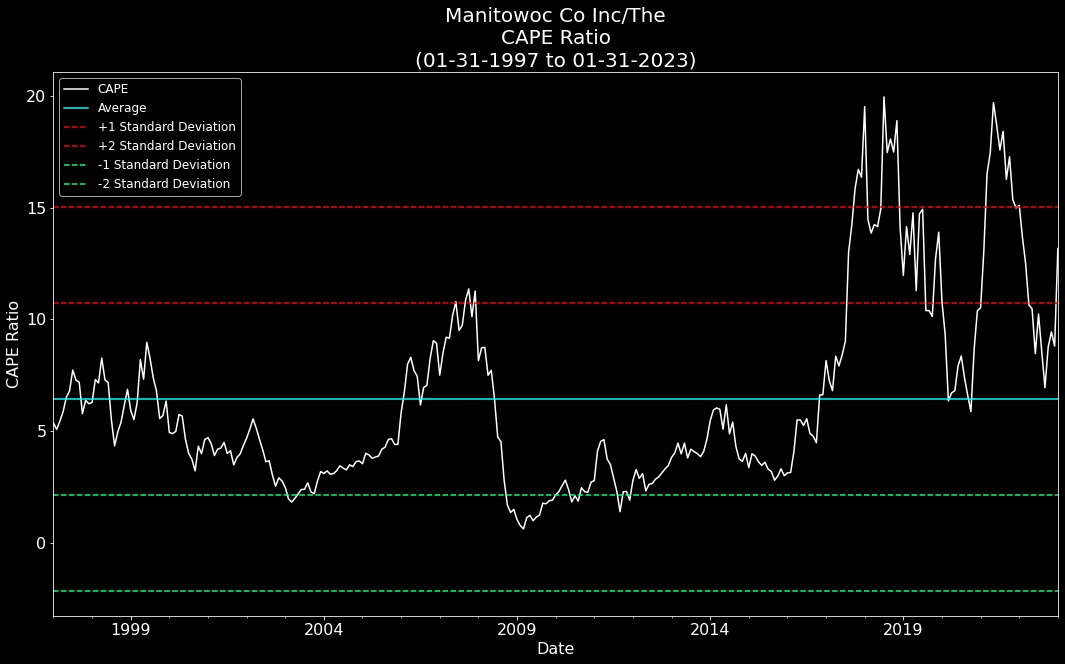 Manitowoc Co Inc/The
CAPE Ratio
(01-31-1997 to 01-31-2023)
CAPE
Average
+1 Standard Deviation
+2 Standard Deviation
-1 Standard Deviation
-2 Standard Deviation
CAPE Ratio
20
15
10
5
0
1999
2004
2009
2014
2019
Date